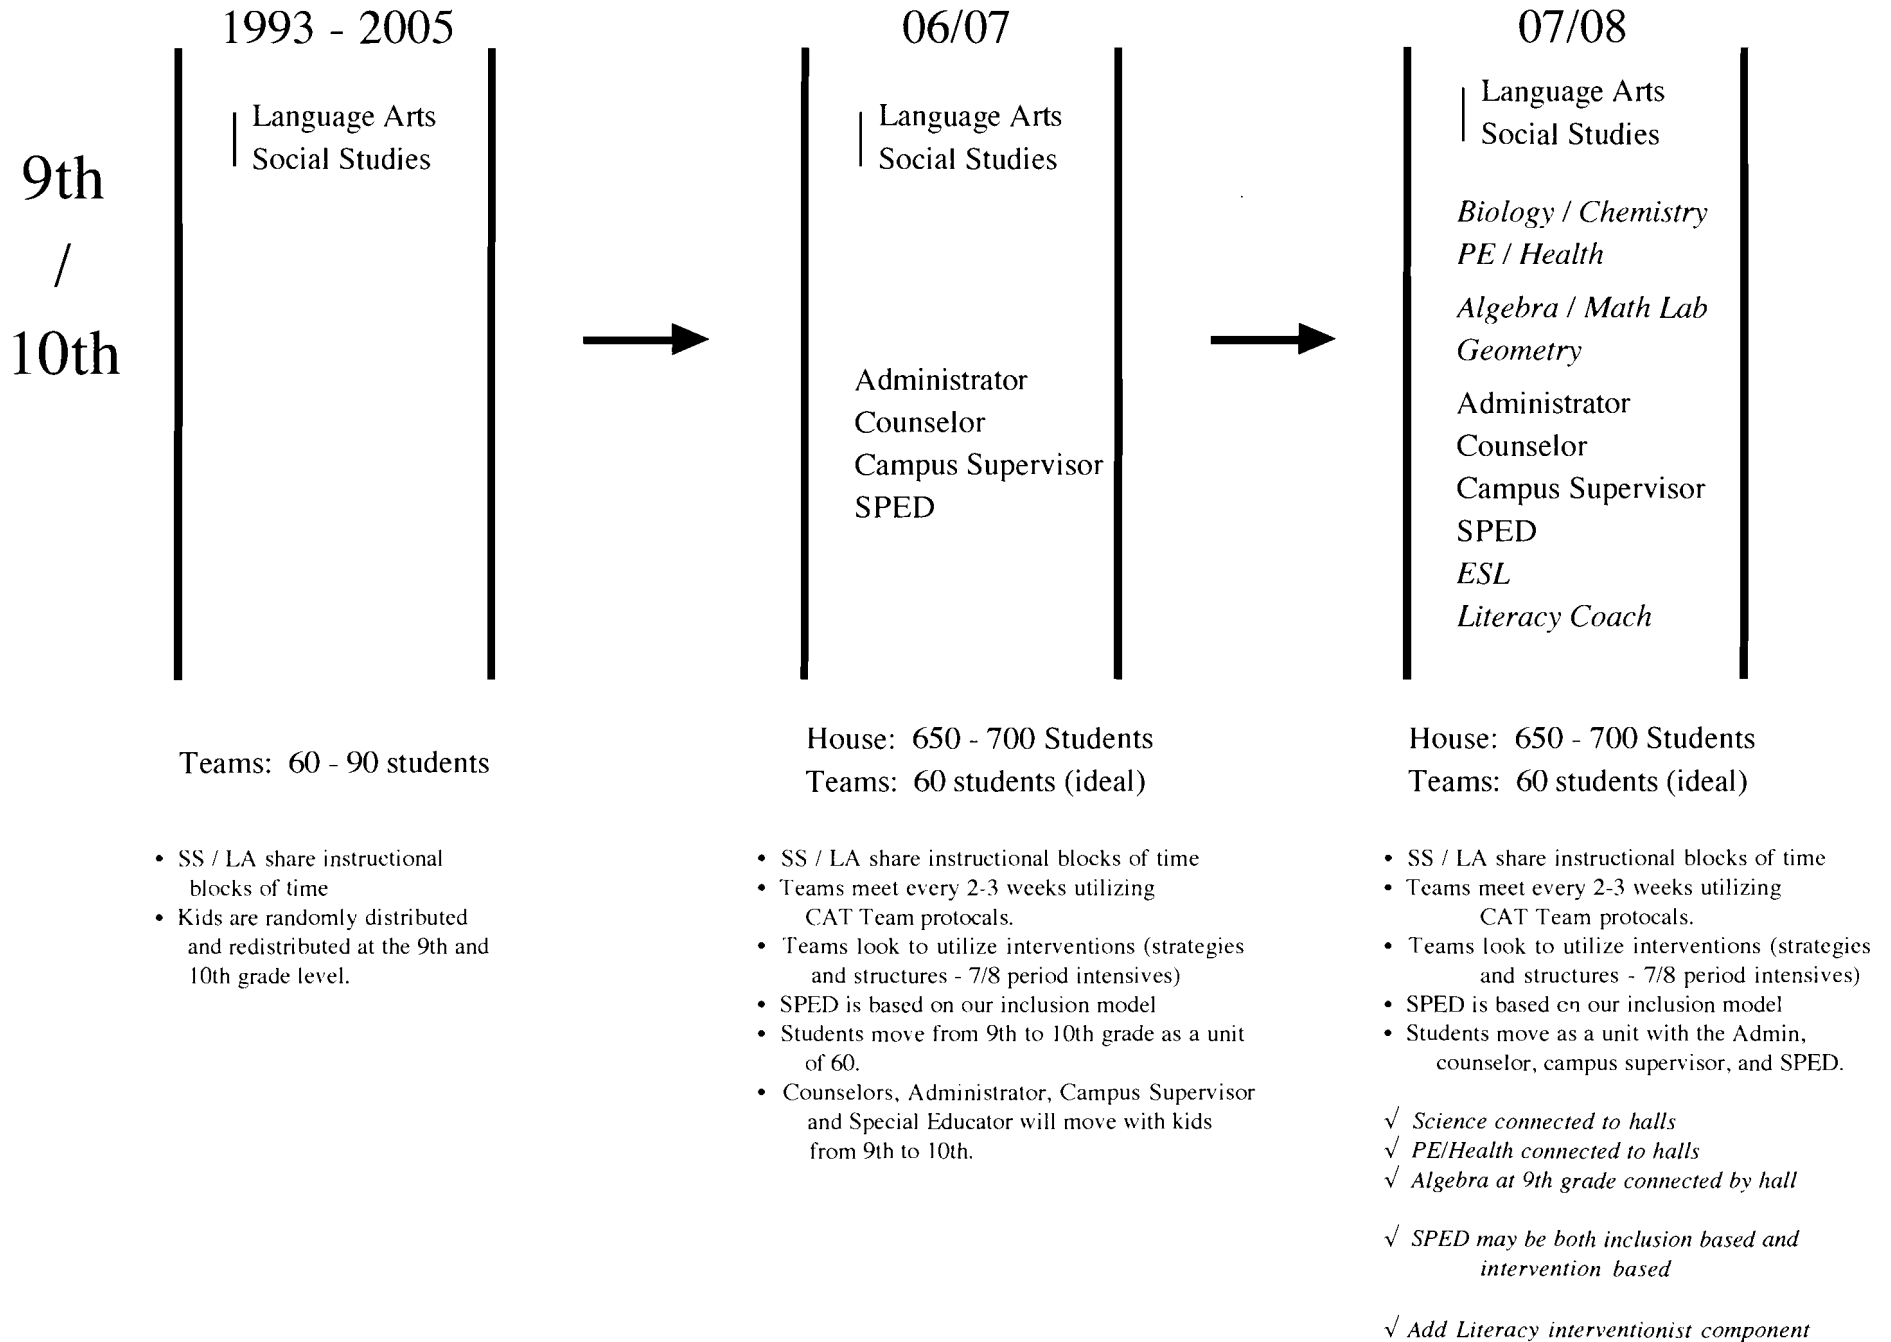 1993 - 2005
Language Arts
Social Studies
9th
/
10th
Teams: 60 - 90 students
• SS / LA share instructional
blocks of time
• Kids are randomly distributed
and redistributed at the 9th and
10th grade level.
06/07
Language Arts
Social Studies
Administrator
Counselor
Campus Supervisor
SPED
House: 650 - 700 Students
Teams: 60 students (ideal)
• SS / LA share instructional blocks of time
• Teams meet every 2-3 weeks utilizing
CAT Team protocals.
• Teams look to utilize interventions (strategies
and structures - 7/8 period intensives)
• SPED is based on our inclusion model
• Students move from 9th to 10th grade as a unit
of 60.
• Counselors, Administrator, Campus Supervisor
and Special Educator will move with kids
from 9th to 10th.
07/08
Language Arts
Social Studies
Biology / Chemistry
PE / Health
Algebra / Math Lab
Geometry
Administrator
Counselor
Campus Supervisor
SPED
ESL
Literacy Coach
House: 650 - 700 Students
Teams: 60 students (ideal)
• SS / LA share instructional blocks of time
• Teams meet every 2-3 weeks utilizing
CAT Team protocals.
• Teams look to utilize interventions (strategies
and structures - 7/8 period intensives)
• SPED is based on our inclusion model
• Students move as a unit with the Admin,
counselor, campus supervisor, and SPED.
√ Science connected to halls
√ PE/Health connected to halls
√ Algebra at 9th grade connected by hall
√ SPED may be both inclusion based and
intervention based
√ Add Literacy interventionist component